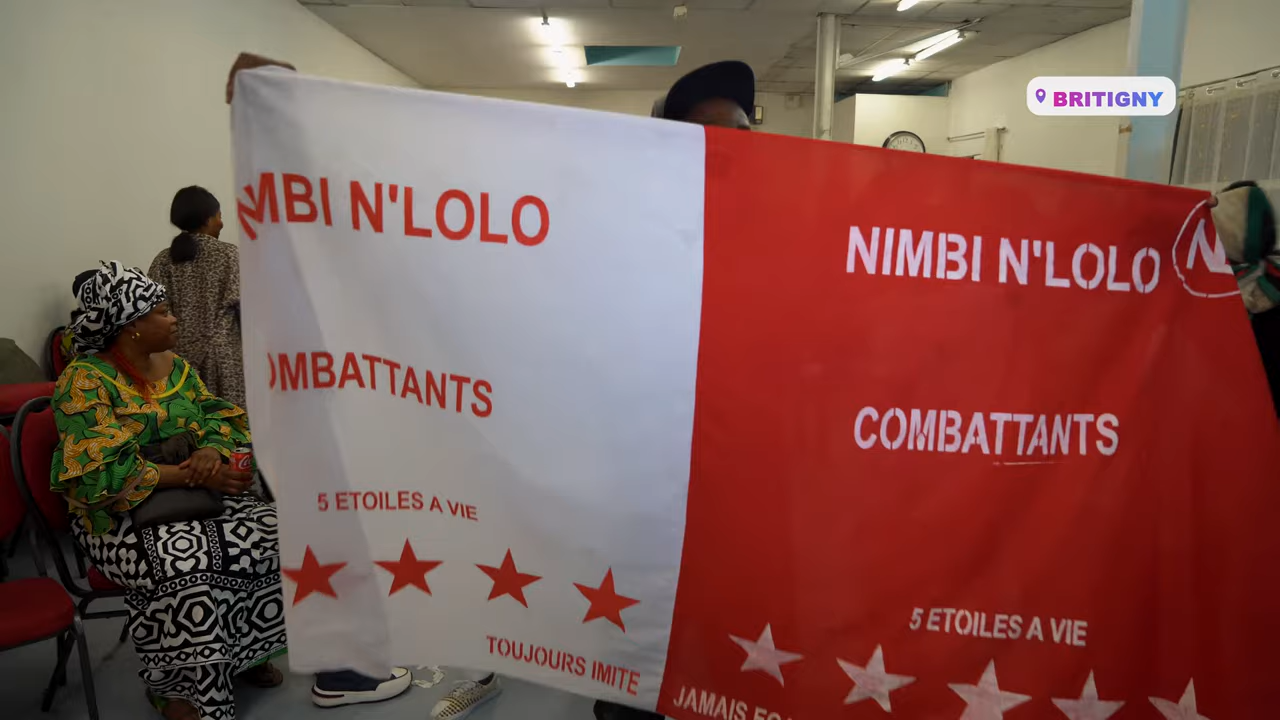 BRITIGNY
NIMBI N'LOLO
COMBATTANTS
5 ETOILES A VIE
TOUJOURS IMITE
NIMBI N'LOLO
COMBATTANTS
5 ETOILES A VIE
JAMAIS